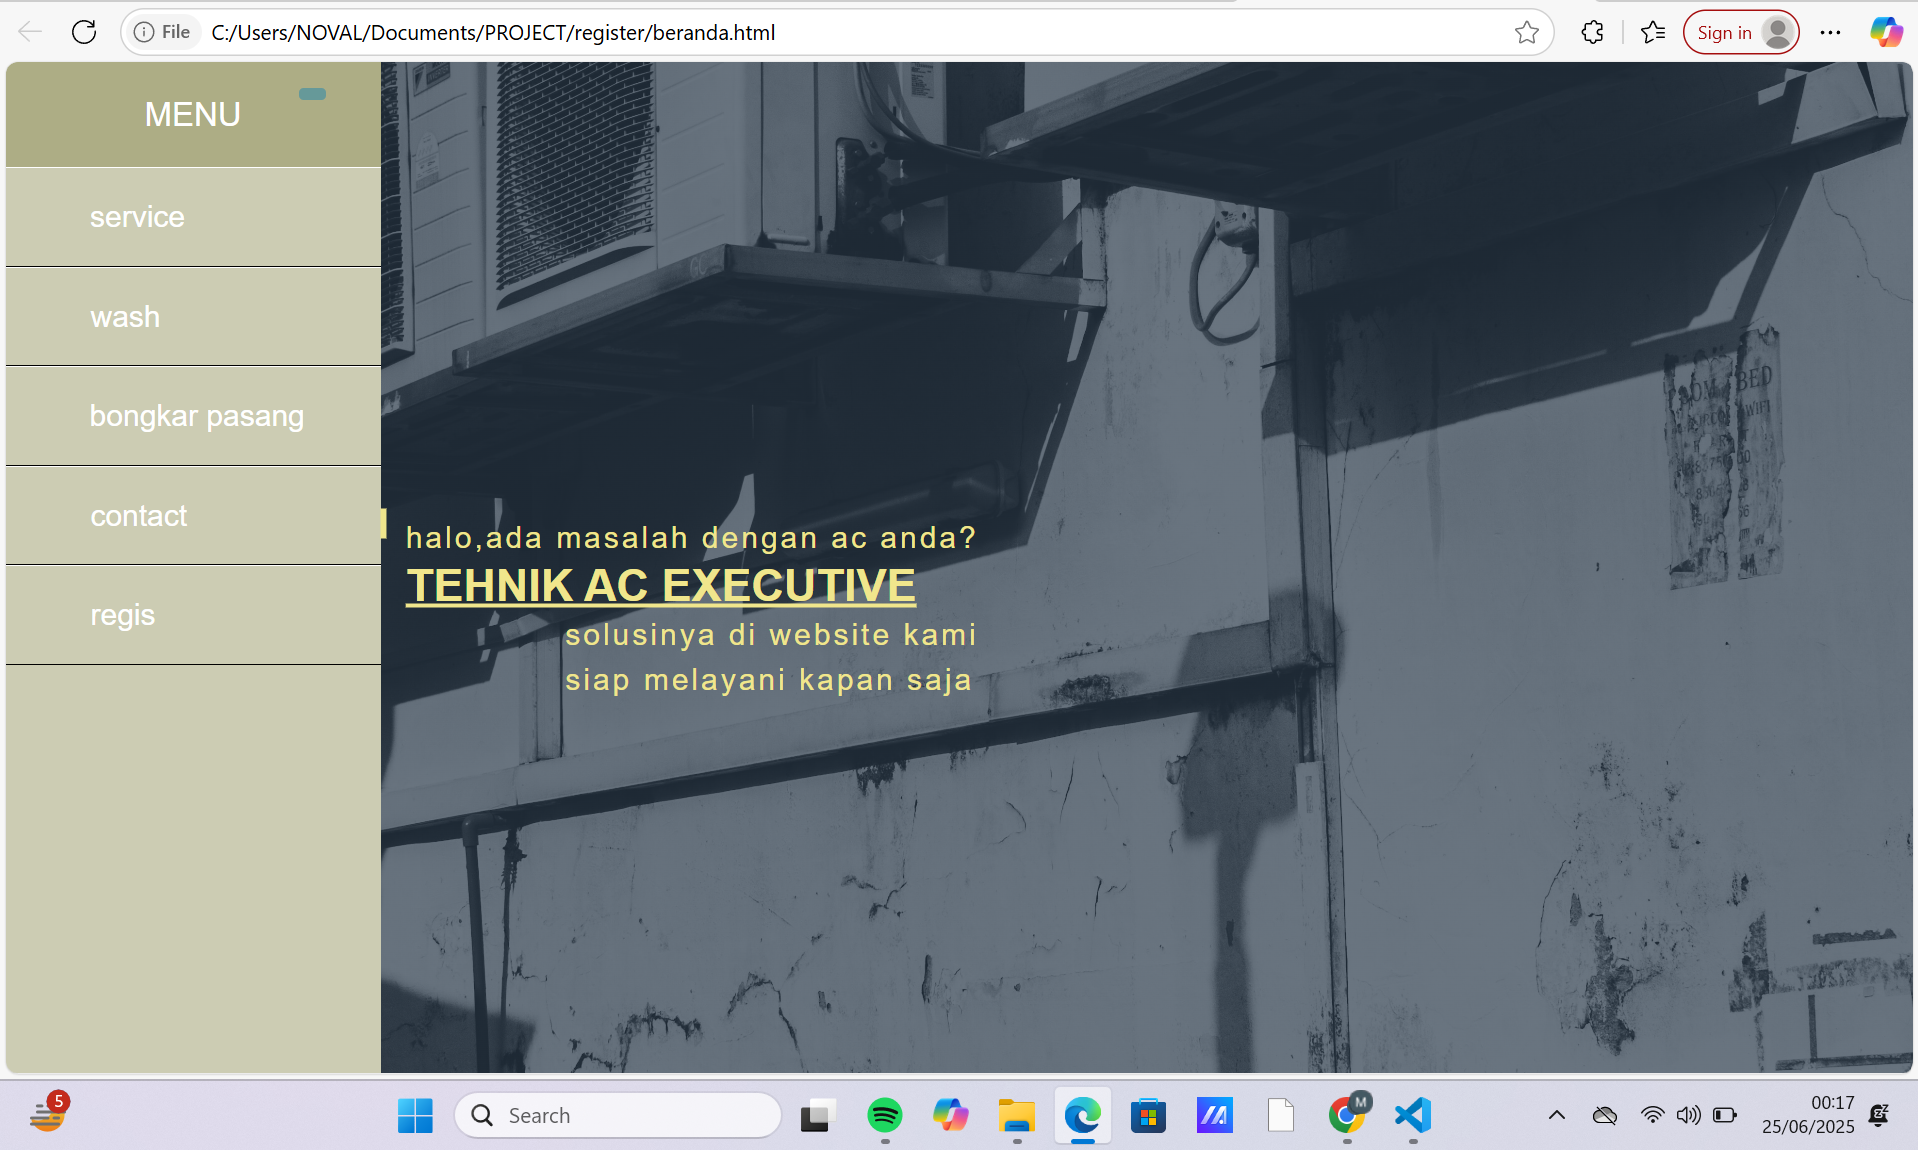 File
C:/Users/NOVAL/Documents/PROJECT/register/beranda.html
Sign in
MENU
service
wash
bongkar pasang
contact
regis
halo,ada masalah dengan ac anda?
TEHNIK AC EXECUTIVE
solusinya di website kami
siap melayani kapan saja
BED
WIFI
5
Search
M
00:17
25/06/2025